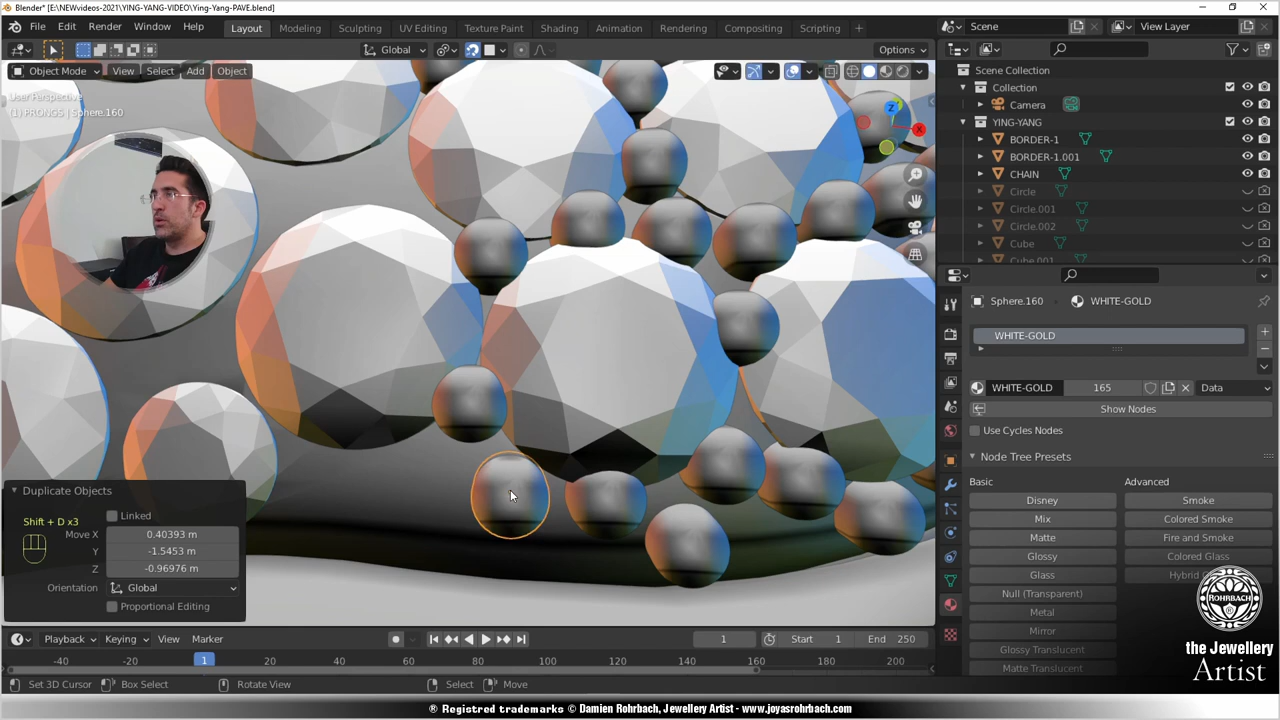 Blender* [E:\NEWvideos-2021\YING-YANG-VIDEO\Ying-Yang-PAVE.blend]
File Edit Render Window Help Layout Modeling Sculpting UV Editing Texture Paint Shading Animation Rendering Compositing Scripting +
Scene View Layer
Global Options
Object Mode View Select Add Object
User Perspective
(1) PRONGS | Sphere.160
Z
X
Scene Collection
Collection
Camera
YING-YANG
BORDER-1
BORDER-1.001
CHAIN
Circle
Circle.001
Circle.002
Cube
Cube.001
Sphere.160 WHITE-GOLD
WHITE-GOLD
WHITE-GOLD 165 Data
Show Nodes
Use Cycles Nodes
Node Tree Presets
Basic Advanced
Disney Smoke
Mix Colored Smoke
Matte Fire and Smoke
Glossy Colored Glass
Glass
Null (Transparent)
Metal
Mirror
Glossy Translucent
Matte Translucent
Duplicate Objects
Linked
Shift + D x3
Move X 0.40393 m
Y -1.5453 m
Z -0.96976 m
Orientation Global
Proportional Editing
Playback Keying View Marker 1 Start 1 End 250
-40 -20 1 20 40 60 80 100 120 140 160 180 200
Set 3D Cursor Box Select Rotate View Select Move
ROHRBACH
the Jewellery
Artist
® Registered trademarks © Damien Rohrbach, Jewellery Artist - www.joyasrohrbach.com